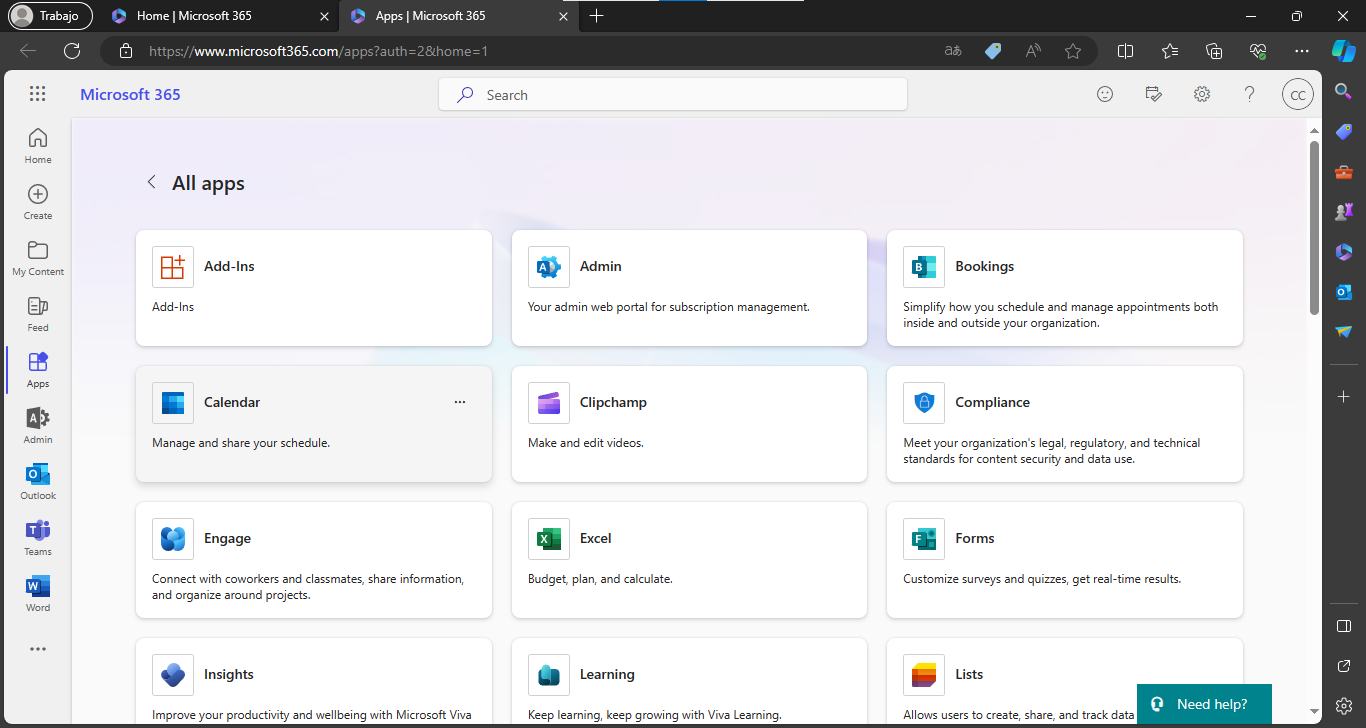 Trabajo
Home | Microsoft 365
Apps | Microsoft 365
https://www.microsoft365.com/apps?auth=2&home=1
Microsoft 365
Search
CC
Home
Create
My Content
Feed
Apps
Admin
Outlook
Teams
Word
All apps
Add-Ins
Add-Ins
Admin
Your admin web portal for subscription management.
Bookings
Simplify how you schedule and manage appointments both
inside and outside your organization.
Calendar
Manage and share your schedule.
Clipchamp
Make and edit videos.
Compliance
Meet your organization's legal, regulatory, and technical
standards for content security and data use.
Engage
Connect with coworkers and classmates, share information,
and organize around projects.
Excel
Budget, plan, and calculate.
Forms
Customize surveys and quizzes, get real-time results.
Insights
Improve your productivity and wellbeing with Microsoft Viva
Learning
Keep learning, keep growing with Viva Learning.
Lists
Allows users to create, share, and track data
Need help?